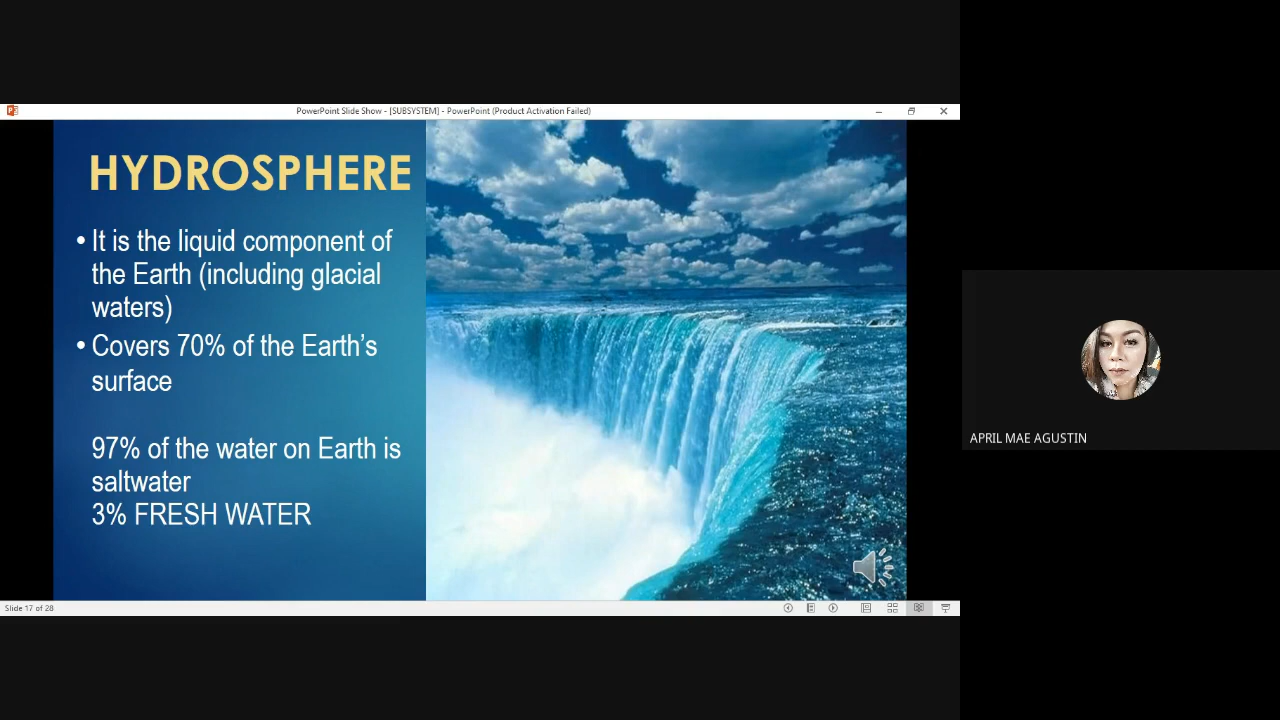 PowerPoint Slide Show - [SUBSYSTEM] - PowerPoint (Product Activation Failed)
HYDROSPHERE
• It is the liquid component of
the Earth (including glacial
waters)
• Covers 70% of the Earth’s
surface
97% of the water on Earth is
saltwater
3% FRESH WATER
Slide 17 of 28
APRIL MAE AGUSTIN